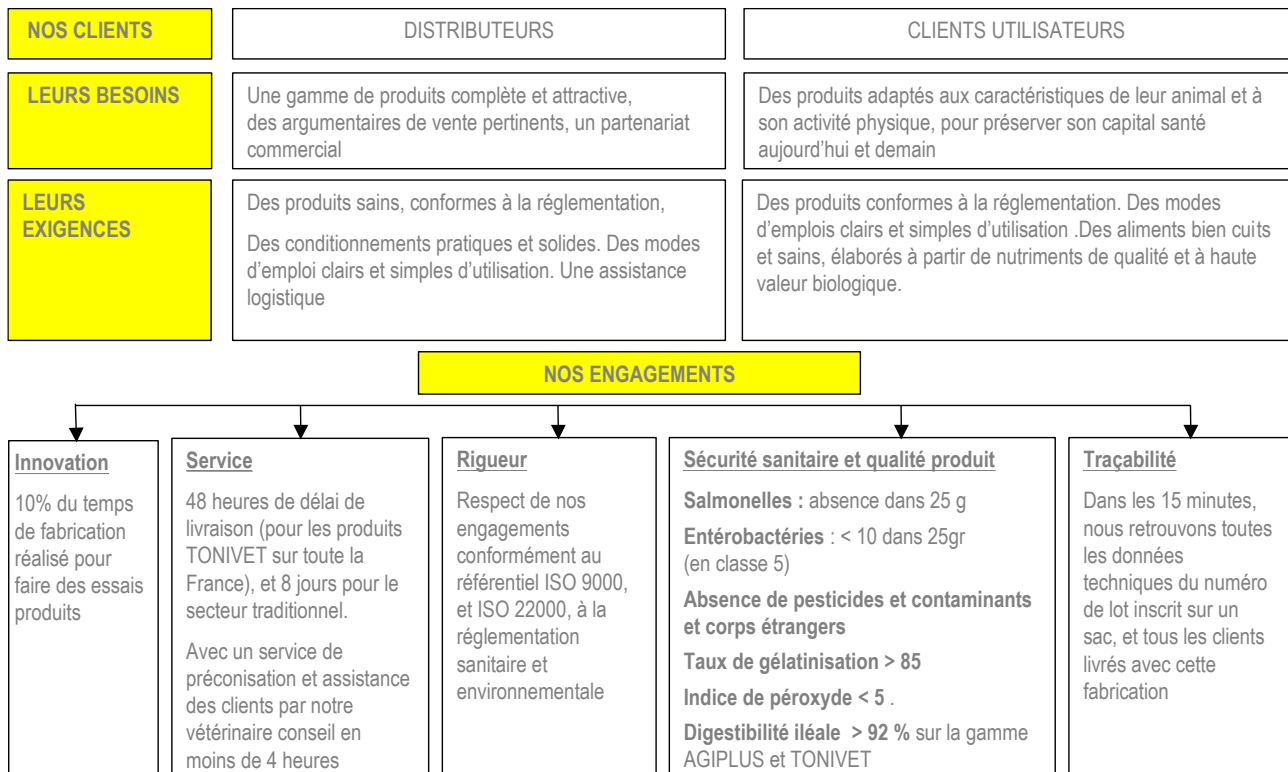 NOS CLIENTS
DISTRIBUTEURS
CLIENTS UTILISATEURS
LEURS BESOINS
Une gamme de produits complète et attractive,
des argumentaires de vente pertinents, un partenariat
commercial
Des produits adaptés aux caractéristiques de leur animal et à
son activité physique, pour préserver son capital santé
aujourd’hui et demain
LEURS
EXIGENCES
Des produits sains, conformes à la réglementation,
Des conditionnements pratiques et solides. Des modes
d’emploi clairs et simples d’utilisation. Une assistance
logistique
Des produits conformes à la réglementation. Des modes
d’emplois clairs et simples d’utilisation .Des aliments bien cuits
et sains, élaborés à partir de nutriments de qualité et à haute
valeur biologique.
NOS ENGAGEMENTS
Innovation
10% du temps
de fabrication
réalisé pour
faire des essais
produits
Service
48 heures de délai de
livraison (pour les produits
TONIVET sur toute la
France), et 8 jours pour le
secteur traditionnel.
Avec un service de
préconisation et assistance
des clients par notre
vétérinaire conseil en
moins de 4 heures
Rigueur
Respect de nos
engagements
conformément au
référentiel ISO 9000,
et ISO 22000, à la
réglementation
sanitaire et
environnementale
Sécurité sanitaire et qualité produit
Salmonelles : absence dans 25 g
Entérobactéries : < 10 dans 25gr
(en classe 5)
Absence de pesticides et contaminants
et corps étrangers
Taux de gélatinisation > 85
Indice de péroxyde < 5 .
Digestibilité iléale > 92 % sur la gamme
AGIPLUS et TONIVET
Traçabilité
Dans les 15 minutes,
nous retrouvons toutes
les données
techniques du numéro
de lot inscrit sur un
sac, et tous les clients
livrés avec cette
fabrication